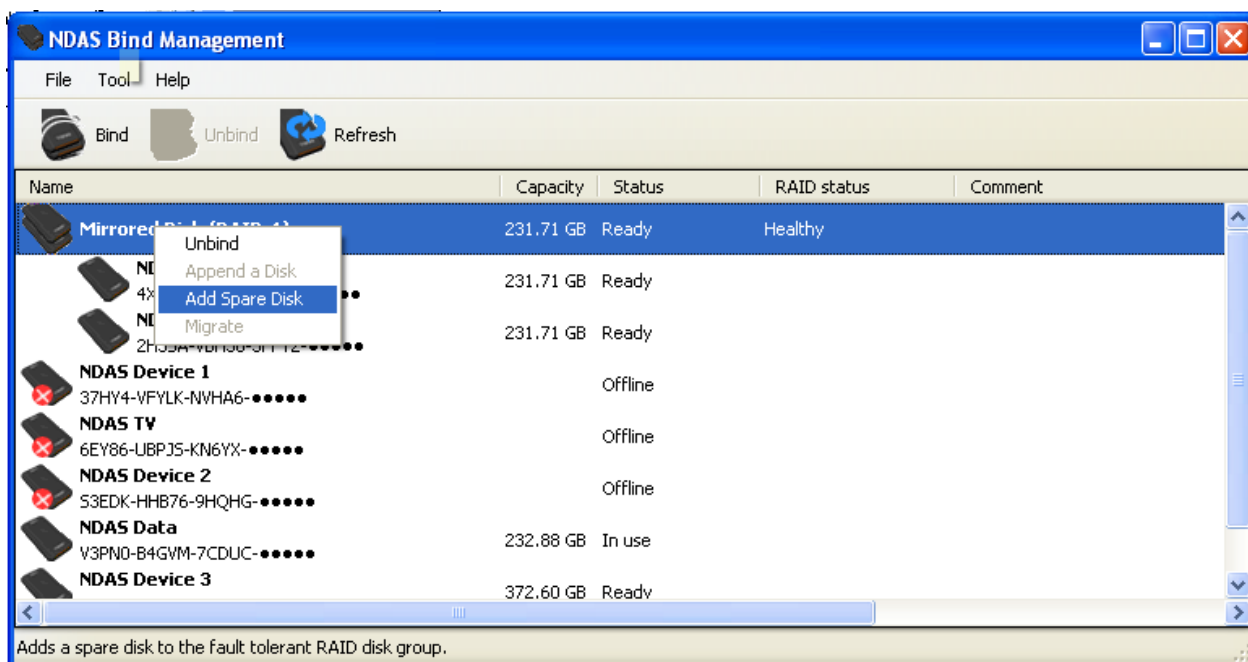 NDAS Bind Management
File Tool Help
Bind Unbind Refresh
Name Capacity Status RAID status Comment
Mirrored 231.71 GB Ready Healthy
Unbind
Append a Disk
Add Spare Disk
Migrate
231.71 GB Ready
4X ●●
231.71 GB Ready
●●●●●
NDAS Device 1
Offline
37HY4-VFYLK-NVHA6-●●●●●
NDAS TV
Offline
6EY86-UBPJS-KN6YX-●●●●●
NDAS Device 2
Offline
S3EDK-HHB76-9HQHG-●●●●●
NDAS Data
232.88 GB In use
V3PN0-B4GVM-7CDUC-●●●●●
NDAS Device 3
372.60 GB Ready
Adds a spare disk to the fault tolerant RAID disk group.